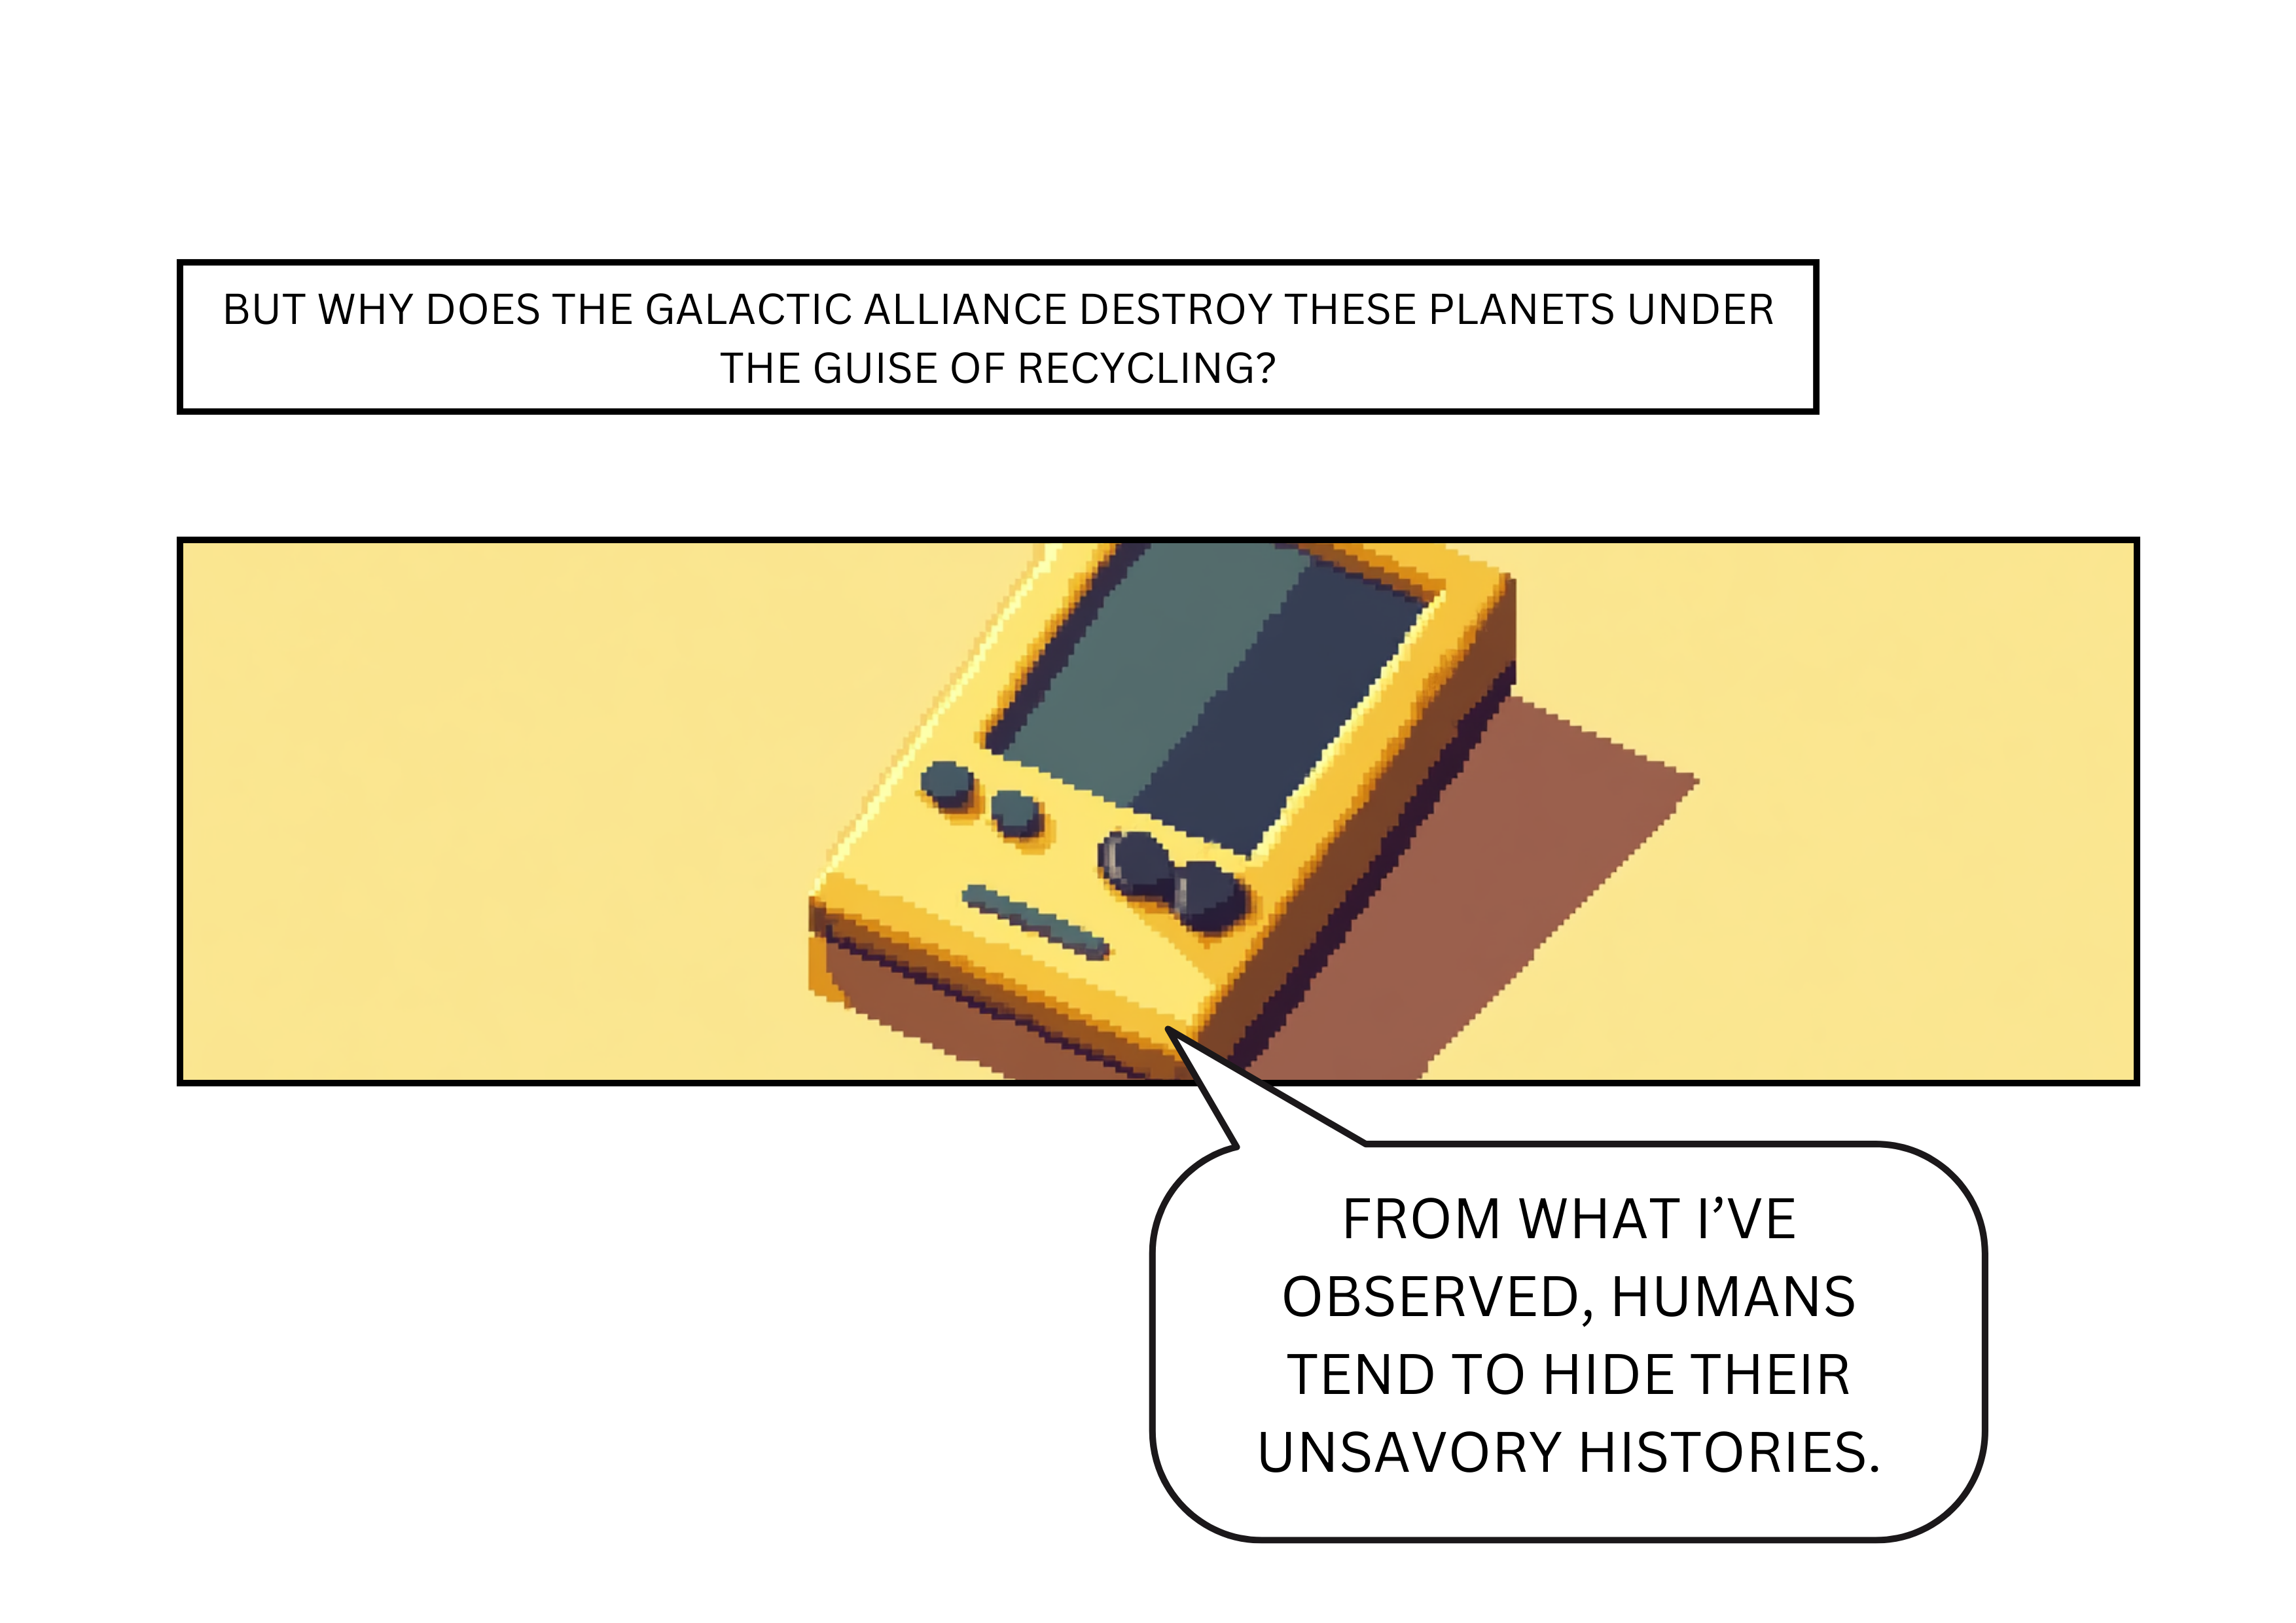 BUT WHY DOES THE GALACTIC ALLIANCE DESTROY THESE PLANETS UNDER
THE GUISE OF RECYCLING?
FROM WHAT I’VE
OBSERVED, HUMANS
TEND TO HIDE THEIR
UNSAVORY HISTORIES.